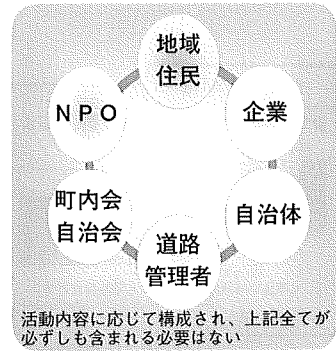 地域
住民
NPO
企業
町内会
自治会
自治体
道路
管理者
活動内容に応じて構成され、上記全てが
必ずしも含まれる必要はない